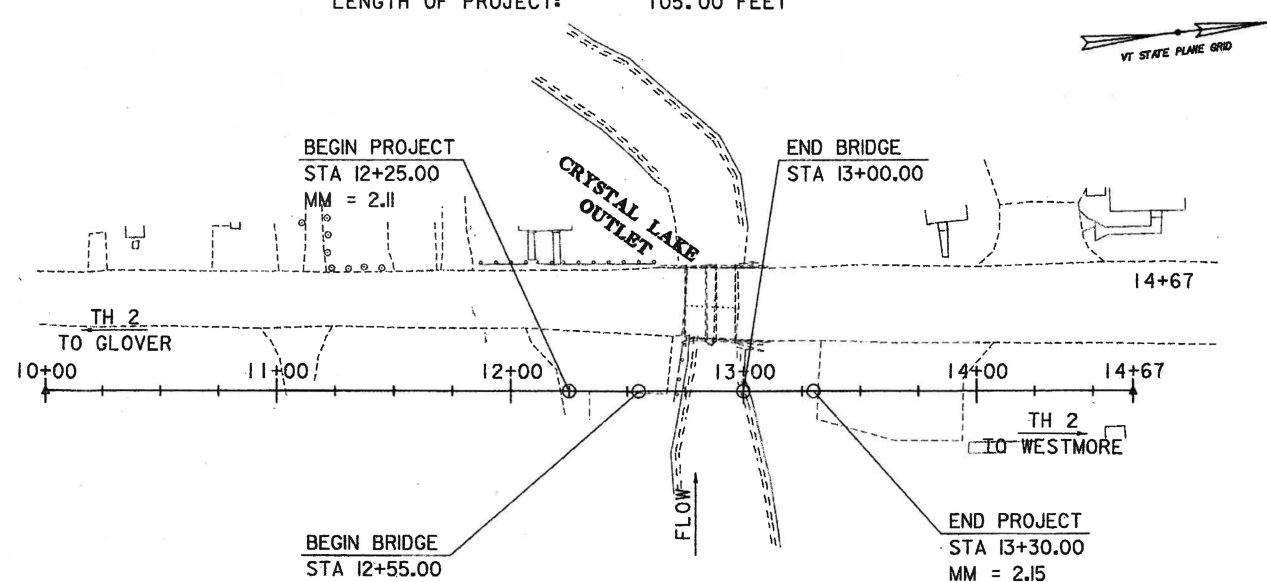 LENGTH OF PROJECT: 105.00 FEET
VT STATE PLANE GRID
BEGIN PROJECT
STA 12+25.00
MM = 2.11
CRYSTAL LAKE
OUTLET
END BRIDGE
STA 13+00.00
14+67
TH 2
TO GLOVER
10+00
11+00
12+00
13+00
14+00
14+67
TH 2
TO WESTMORE
FLOW
BEGIN BRIDGE
STA 12+55.00
END PROJECT
STA 13+30.00
MM = 2.15